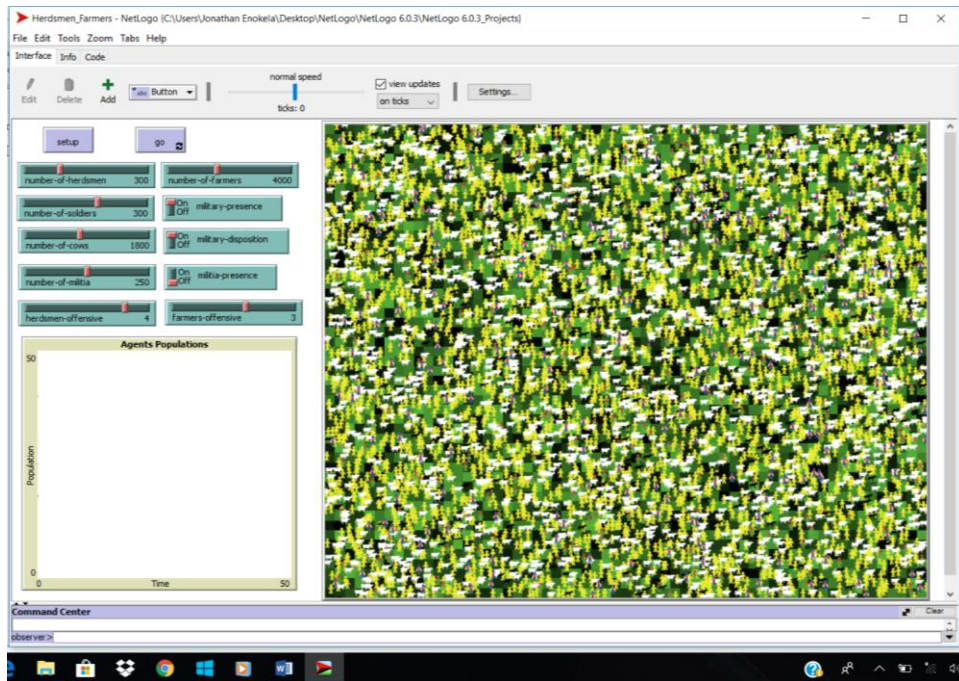 Herdsmen_Farmers - NetLogo {C:\Users\Jonathan Enokela\Desktop\NetLogo\NetLogo 6.0.3\NetLogo 6.0.3_Projects}
File Edit Tools Zoom Tabs Help
Interface Info Code
Edit Delete Add abc Button normal speed view updates Settings...
ticks: 0 on ticks
setup go
number-of-herdsmen 300 number-of-farmers 4000
number-of-soldiers 300 On Off military-presence
number-of-cows 1800 On Off military-disposition
number-of-militia 250 On Off militia-presence
herdsmen-offensive 4 farmers-offensive 3
Agents Populations
50
Population
0
0 Time 50
Command Center Clear
observer>